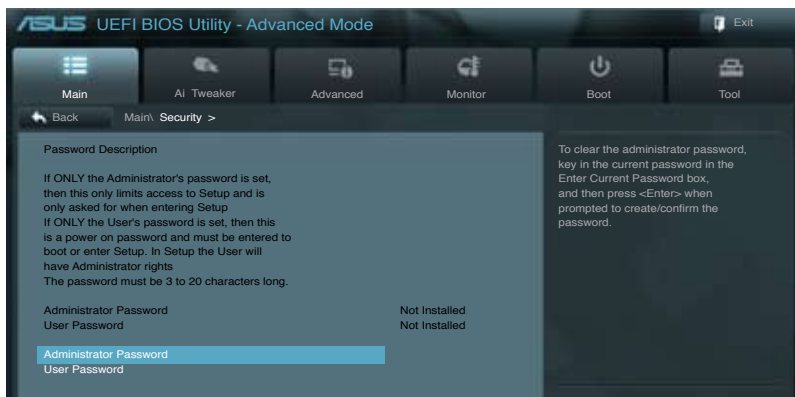 ASUS UEFI BIOS Utility - Advanced Mode
Exit
Main
Ai Tweaker
Advanced
Monitor
Boot
Tool
Back
Main\ Security >
Password Description
If ONLY the Administrator's password is set,
then this only limits access to Setup and is
only asked for when entering Setup
If ONLY the User's password is set, then this
is a power on password and must be entered to
boot or enter Setup. In Setup the User will
have Administrator rights
The password must be 3 to 20 characters long.
Administrator Password Not Installed
User Password Not Installed
Administrator Password
User Password
To clear the administrator password,
key in the current password in the
Enter Current Password box,
and then press <Enter> when
prompted to create/confirm the
password.